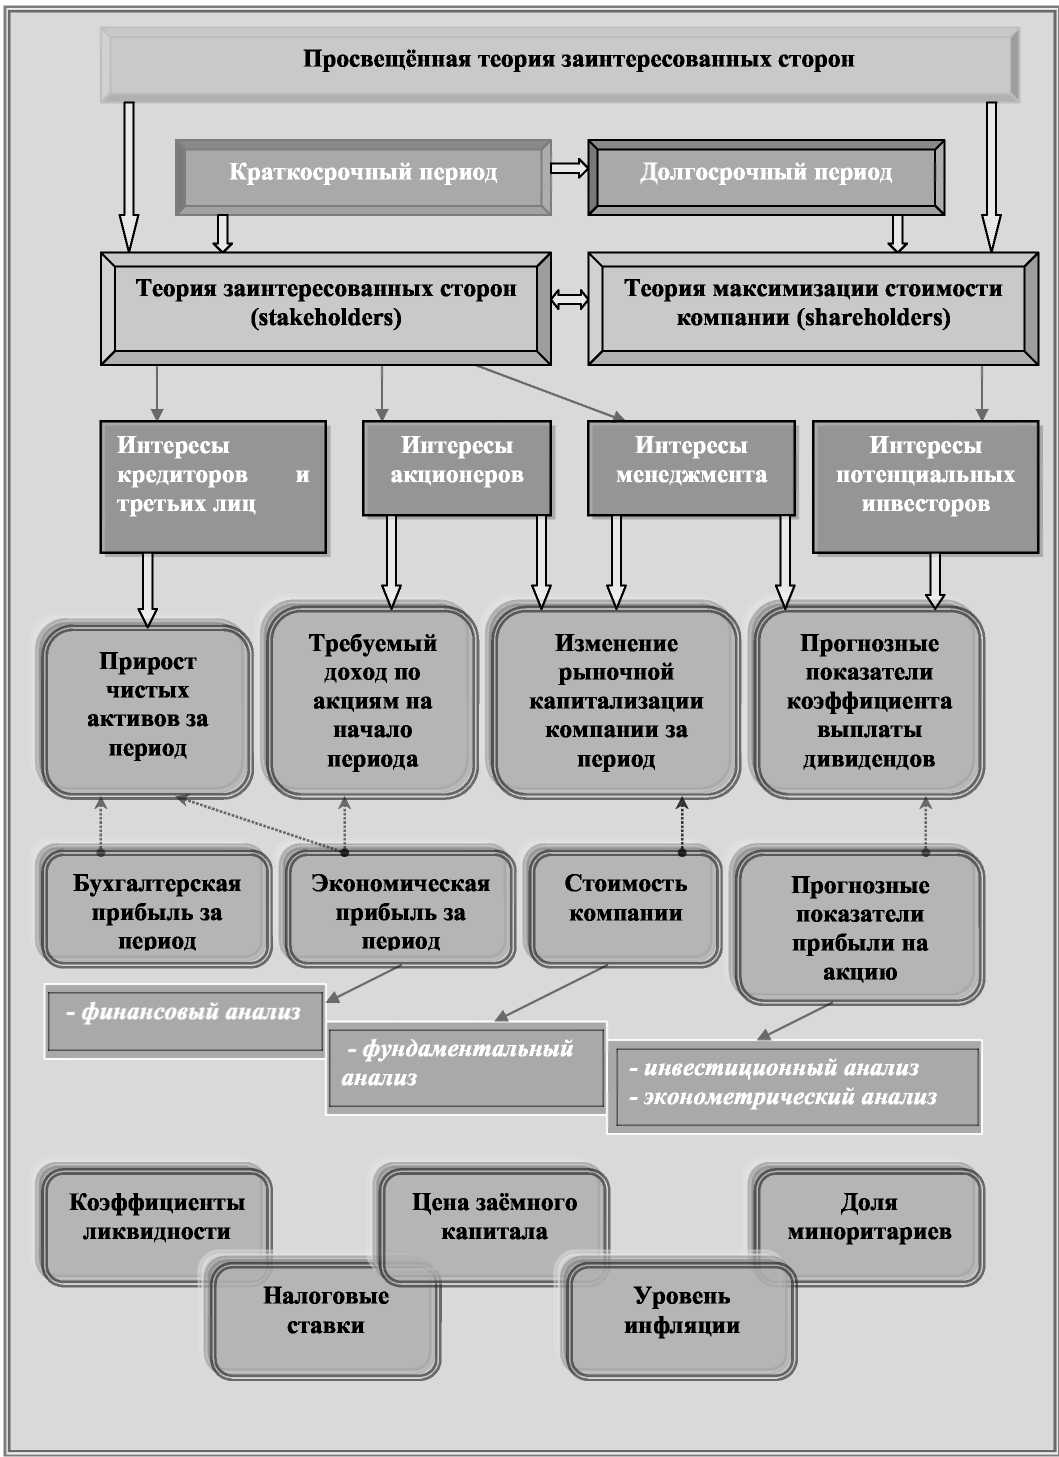 Просвещённая теория заинтересованных сторон
Краткосрочный период
Долгосрочный период
Теория заинтересованных сторон
(stakeholders)
Теория максимизации стоимости
компании (shareholders)
Интересы
кредиторов и
третьих лиц
Интересы
акционеров
Интересы
менеджмента
Интересы
потенциальных
инвесторов
Прирост
чистых
активов за
период
Требуемый
доход по
акциям на
начало
периода
Изменение
рыночной
капитализации
компании за
период
Прогнозные
показатели
коэффициента
выплаты
дивидендов
Бухгалтерская
прибыль за
период
Экономическая
прибыль за
период
Стоимость
компании
Прогнозные
показатели
прибыли на
акцию
- финансовый анализ
- фундаментальный
анализ
- инвестиционный анализ
- эконометрический анализ
Коэффициенты
ликвидности
Цена заёмного
капитала
Доля
миноритариев
Налоговые
ставки
Уровень
инфляции